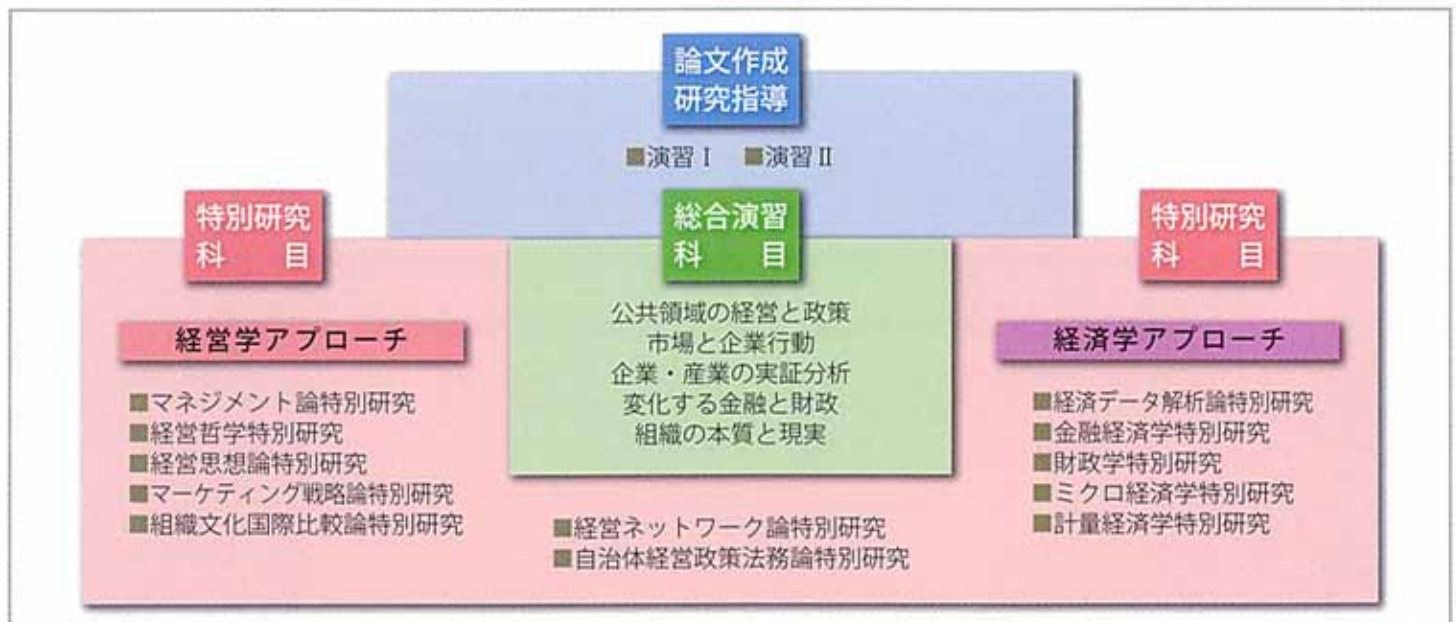 論文作成
研究指導
■演習Ⅰ ■演習Ⅱ
特別研究
科　目
経営学アプローチ
■マネジメント論特別研究
■経営哲学特別研究
■経営思想論特別研究
■マーケティング戦略論特別研究
■組織文化国際比較論特別研究
総合演習
科　目
公共領域の経営と政策
市場と企業行動
企業・産業の実証分析
変化する金融と財政
組織の本質と現実
■経営ネットワーク論特別研究
■自治体経営政策法務論特別研究
特別研究
科　目
経済学アプローチ
■経済データ解析論特別研究
■金融経済学特別研究
■財政学特別研究
■ミクロ経済学特別研究
■計量経済学特別研究